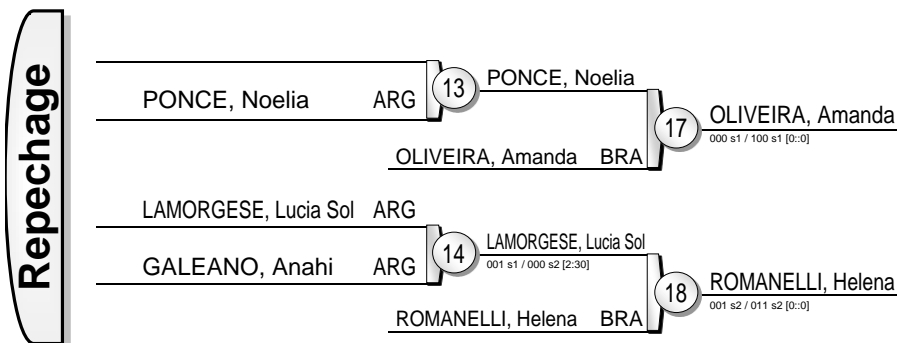 Repechage
PONCE, Noelia ARG
13
PONCE, Noelia
OLIVEIRA, Amanda BRA
17
OLIVEIRA, Amanda
000 s1 / 100 s1 [0::0]
LAMORGESE, Lucia Sol ARG
GALEANO, Anahi ARG
14
LAMORGESE, Lucia Sol
001 s1 / 000 s2 [2:30]
ROMANELLI, Helena BRA
18
ROMANELLI, Helena
001 s2 / 011 s2 [0::0]